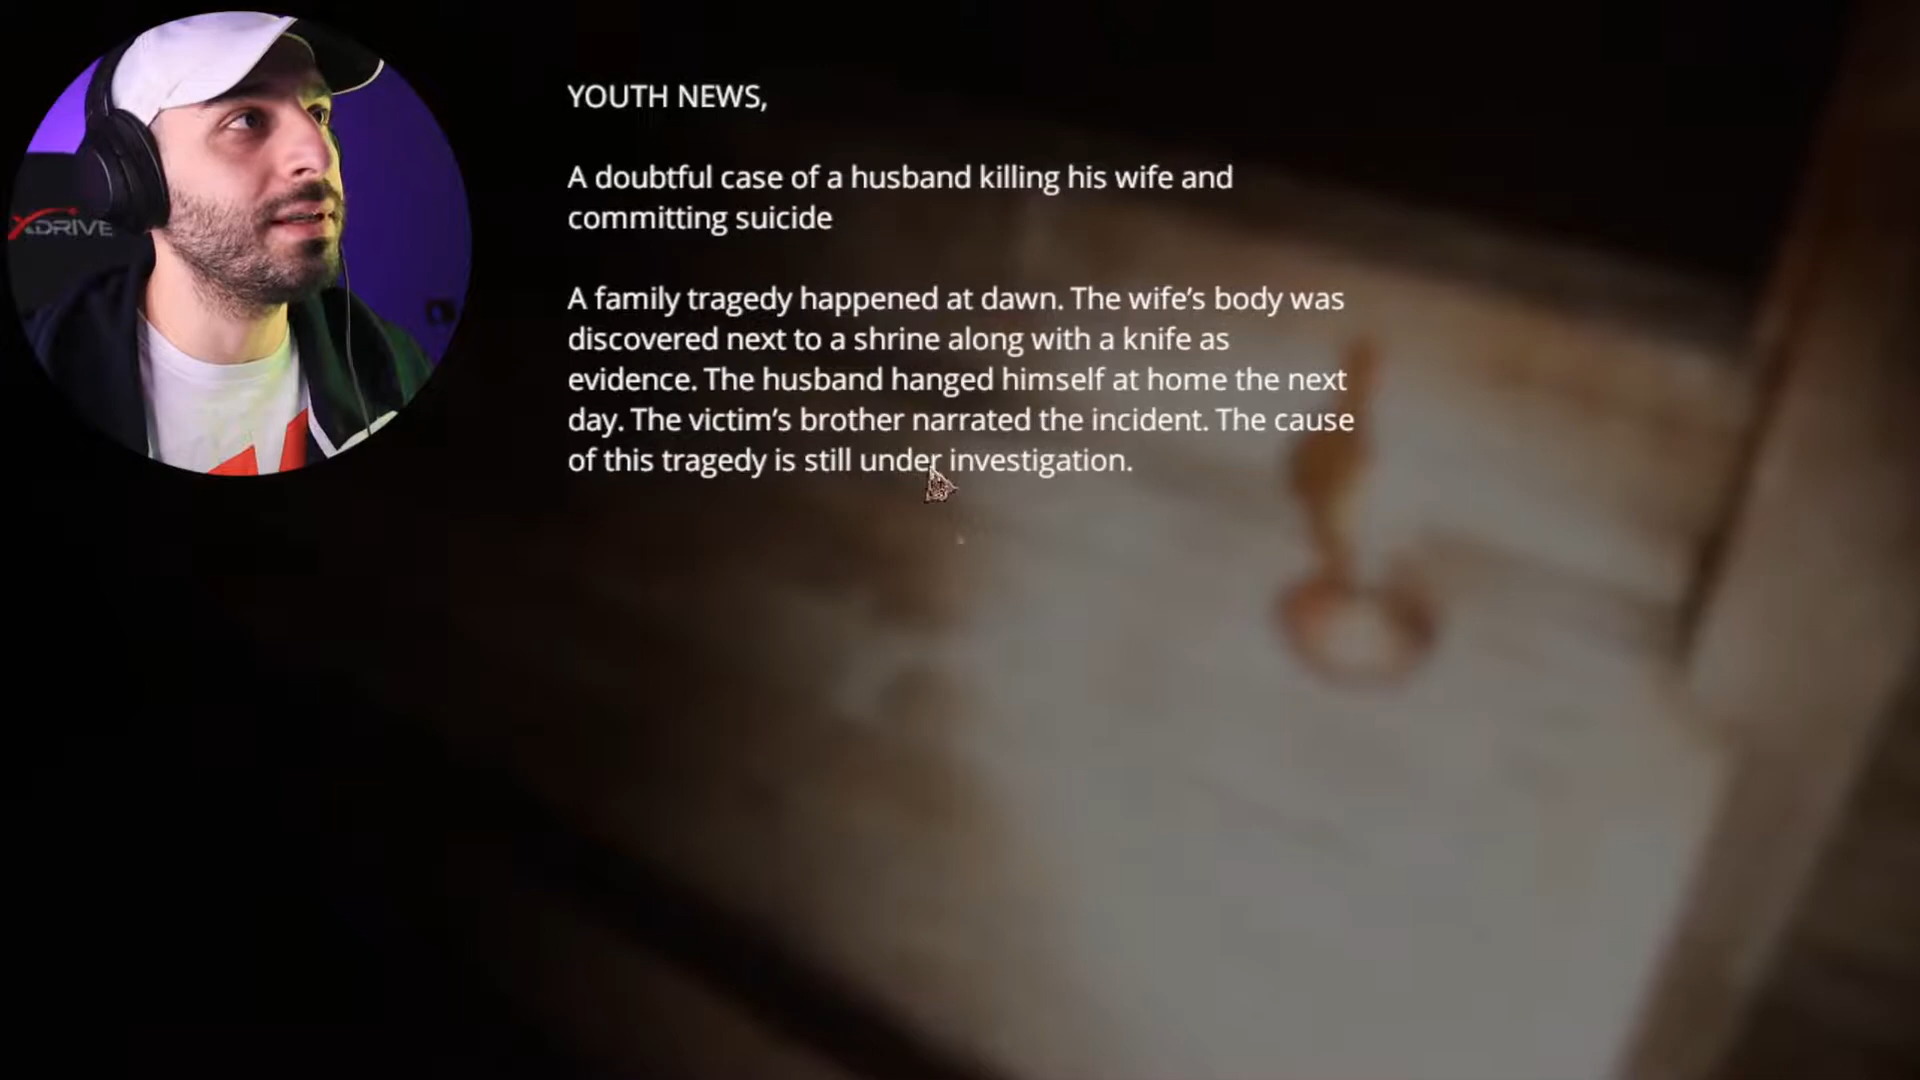 XDRIVE
YOUTH NEWS,
A doubtful case of a husband killing his wife and
committing suicide
A family tragedy happened at dawn. The wife’s body was
discovered next to a shrine along with a knife as
evidence. The husband hanged himself at home the next
day. The victim’s brother narrated the incident. The cause
of this tragedy is still under investigation.